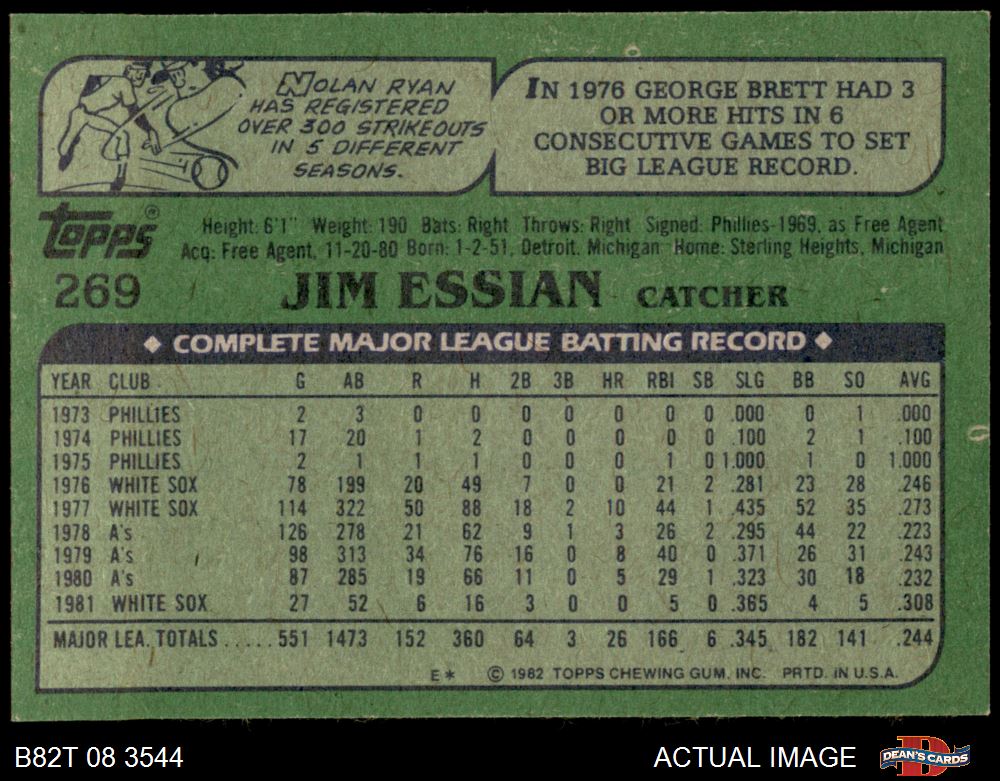 NOLAN RYAN
HAS REGISTERED
OVER 300 STRIKEOUTS
IN 5 DIFFERENT
SEASONS.
IN 1976 GEORGE BRETT HAD 3
OR MORE HITS IN 6
CONSECUTIVE GAMES TO SET
BIG LEAGUE RECORD.
topps®
Height: 6'1" Weight: 190 Bats: Right Throws: Right Signed: Phillies-1969, as Free Agent
Acq: Free Agent, 11-20-80 Born: 1-2-51, Detroit, Michigan Home: Sterling Heights, Michigan
269 JIM ESSIAN CATCHER
◆ COMPLETE MAJOR LEAGUE BATTING RECORD ◆
YEAR CLUB G AB R H 2B 3B HR RBI SB SLG BB SO AVG
1973 PHILLIES 2 3 0 0 0 0 0 0 0 .000 0 1 .000
1974 PHILLIES 17 20 1 2 0 0 0 0 0 .100 2 1 .100
1975 PHILLIES 2 1 1 1 0 0 0 1 0 1.000 1 0 1.000
1976 WHITE SOX 78 199 20 49 7 0 0 21 2 .281 23 28 .246
1977 WHITE SOX 114 322 50 88 18 2 10 44 1 .435 52 35 .273
1978 A's 126 278 21 62 9 1 3 26 2 .295 44 22 .223
1979 A's 98 313 34 76 16 0 8 40 0 .371 26 31 .243
1980 A's 87 285 19 66 11 0 5 29 1 .323 30 18 .232
1981 WHITE SOX 27 52 6 16 3 0 0 5 0 .365 4 5 .308
MAJOR LEA. TOTALS ..... 551 1473 152 360 64 3 26 166 6 .345 182 141 .244
E* © 1982 TOPPS CHEWING GUM, INC. PRTD. IN U.S.A.
B82T 08 3544 ACTUAL IMAGE DEAN'S CARDS